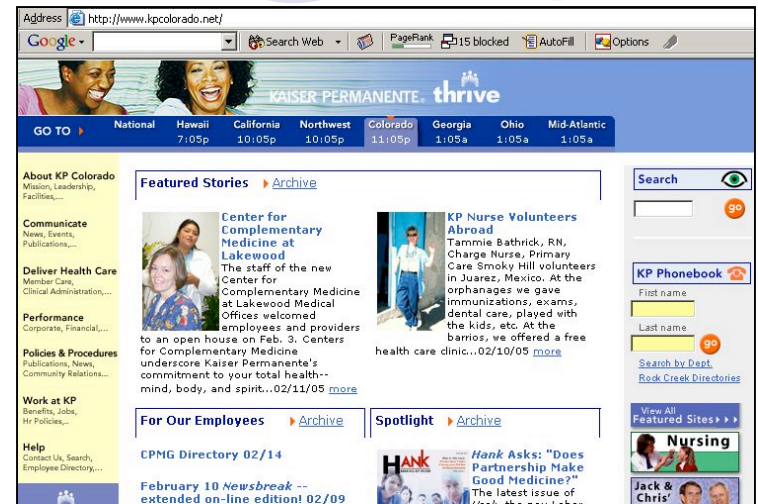 Address http://www.kpcolorado.net/
Google Search Web PageRank 15 blocked AutoFill Options
KAISER PERMANENTE. thrive
GO TO National Hawaii California Northwest Colorado Georgia Ohio Mid-Atlantic
7:05p 10:05p 10:05p 11:05p 1:05a 1:05a 1:05a
About KP Colorado
Mission, Leadership,
Facilities,...
Communicate
News, Events,
Publications,...
Deliver Health Care
Member Care,
Clinical Administration,...
Performance
Corporate, Financial,...
Policies & Procedures
Publications, News,
Community Relations...
Work at KP
Benefits, Jobs,
Hr Policies,..
Help
Contact Us, Search,
Employee Directory,...
Featured Stories Archive
Center for
Complementary
Medicine at
Lakewood
The staff of the new
Center for
Complementary Medicine
at Lakewood Medical
Offices welcomed
employees and providers
to an open house on Feb. 3. Centers
for Complementary Medicine
underscore Kaiser Permanente's
commitment to your total health--
mind, body, and spirit...02/11/05 more
KP Nurse Volunteers
Abroad
Tammie Bathrick, RN,
Charge Nurse, Primary
Care Smoky Hill volunteers
in Juarez, Mexico. At the
orphanages we gave
immunizations, exams,
dental care, played with
the kids, etc. At the
barrios, we offered a free
health care clinic...02/10/05 more
For Our Employees Archive
CPMG Directory 02/14
February 10 Newsbreak --
extended on-line edition! 02/09
Spotlight Archive
HANK
Hank Asks: "Does
Partnership Make
Good Medicine?"
The latest issue of
Search
go
KP Phonebook
First name
Last name
go
Search by Dept.
Rock Creek Directories
View All
Featured Sites
Nursing
Jack &
Chris'